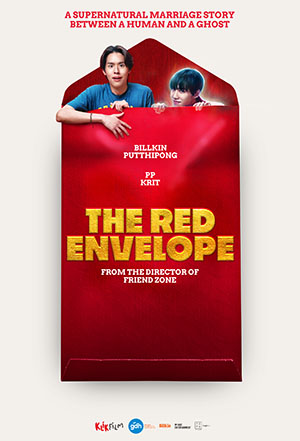 A SUPERNATURAL MARRIAGE STORY
BETWEEN A HUMAN AND A GHOST
BILLKIN
PUTTHIPONG
PP
KRIT
THE RED
ENVELOPE
FROM THE DIRECTOR OF
FRIEND ZONE
gdh